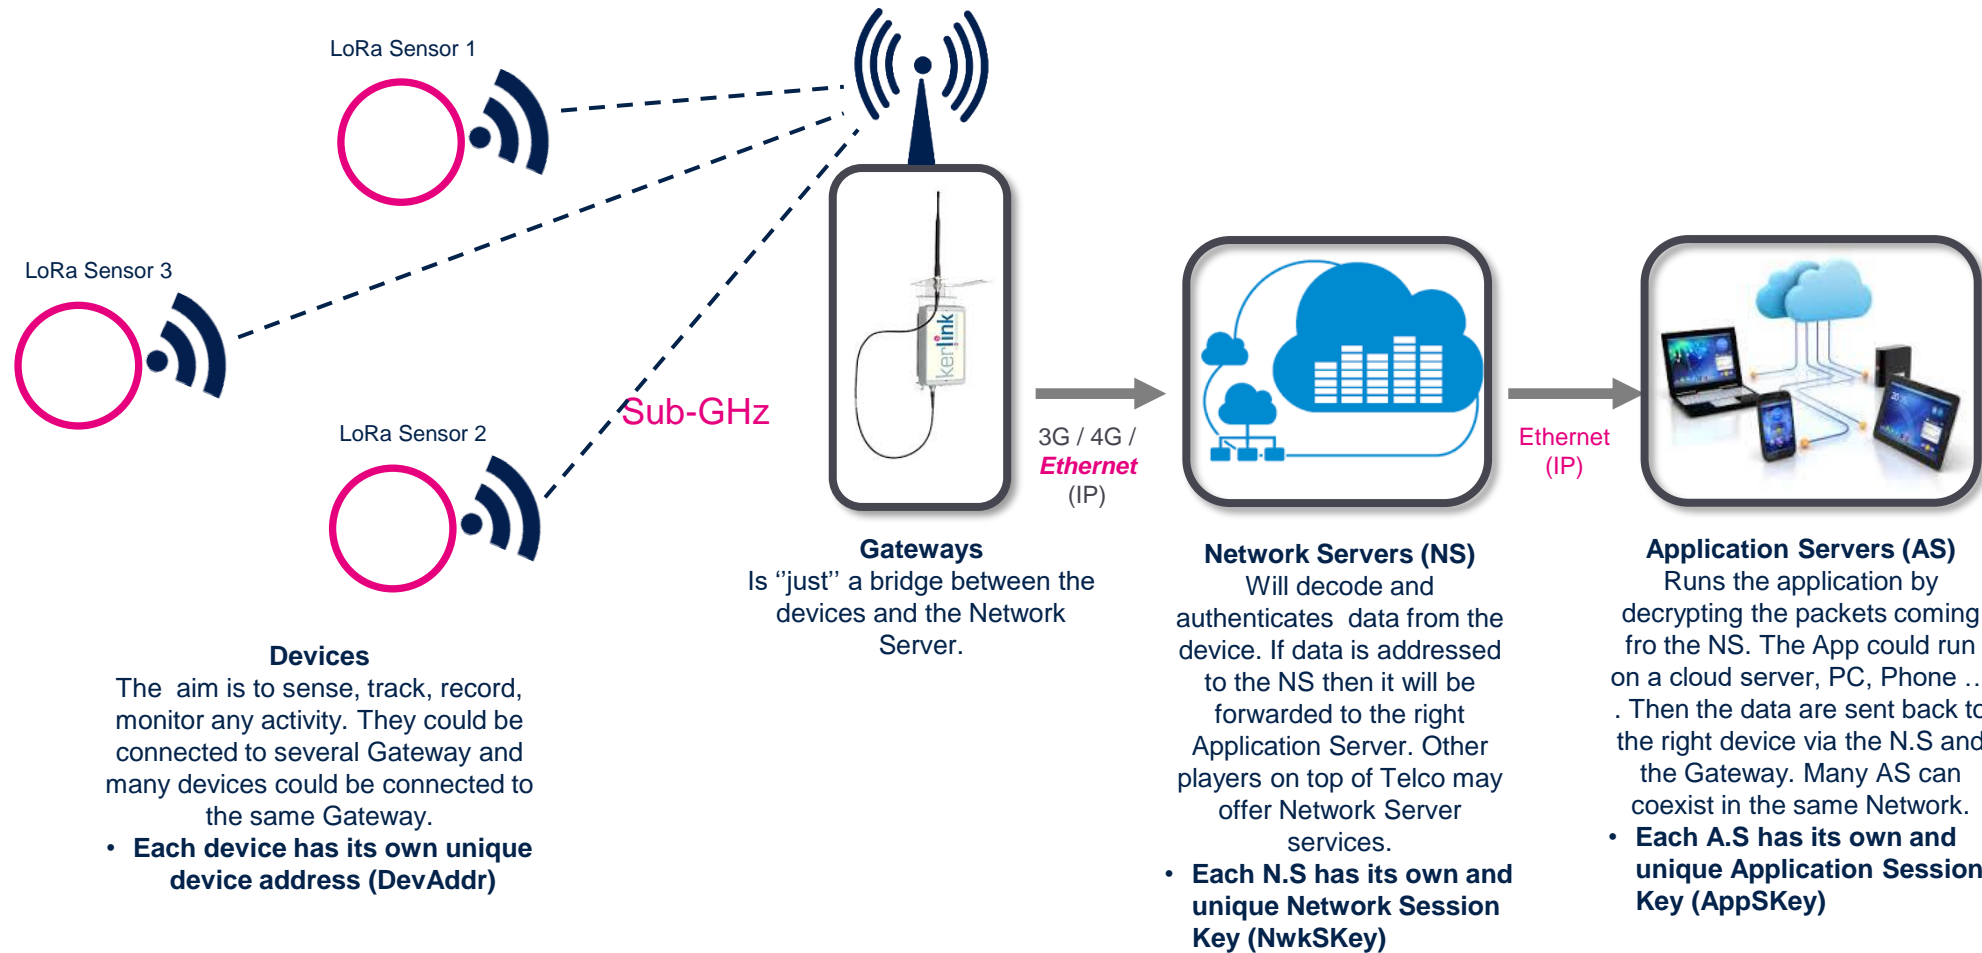 LoRa Sensor 1
LoRa Sensor 3
LoRa Sensor 2
Sub-GHz
kerlink
3G / 4G /
Ethernet
(IP)
Ethernet
(IP)
Devices
The  aim is to sense, track, record,
monitor any activity. They could be
connected to several Gateway and
many devices could be connected to
the same Gateway.
• Each device has its own unique
device address (DevAddr)
Gateways
Is ‘’just’’ a bridge between the
devices and the Network
Server.
Network Servers (NS)
Will decode and
authenticates  data from the
device. If data is addressed
to the NS then it will be
forwarded to the right
Application Server. Other
players on top of Telco may
offer Network Server
services.
• Each N.S has its own and
unique Network Session
Key (NwkSKey)
Application Servers (AS)
Runs the application by
decrypting the packets coming
fro the NS. The App could run
on a cloud server, PC, Phone …
. Then the data are sent back to
the right device via the N.S and
the Gateway. Many AS can
coexist in the same Network.
• Each A.S has its own and
unique Application Session
Key (AppSKey)